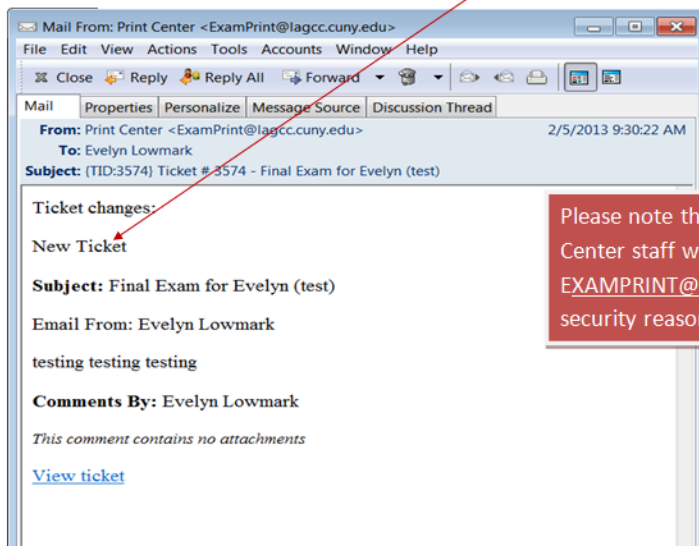 Mail From: Print Center <ExamPrint@lagcc.cuny.edu>
File Edit View Actions Tools Accounts Window Help
Close Reply Reply All Forward
Mail Properties Personalize Message Source Discussion Thread
From: Print Center <ExamPrint@lagcc.cuny.edu> 2/5/2013 9:30:22 AM
To: Evelyn Lowmark
Subject: {TID:3574} Ticket # 3574 - Final Exam for Evelyn (test)
Ticket changes:
New Ticket
Subject: Final Exam for Evelyn (test)
Email From: Evelyn Lowmark
testing testing testing
Comments By: Evelyn Lowmark
This comment contains no attachments
View ticket
Please note th
Center staff w
EXAMPRINT@
security reaso